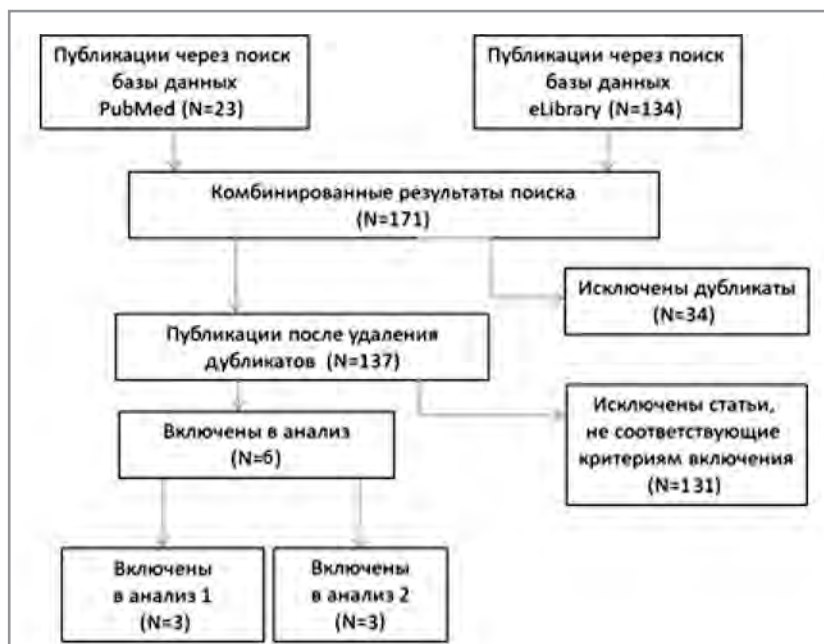 Публикации через поиск
базы данных
PubMed (N=23)
Публикации через поиск
базы данных
eLibrary (N=134)
Комбинированные результаты поиска
(N=171)
Исключены дубликаты
(N=34)
Публикации после удаления
дубликатов (N=137)
Исключены статьи,
не соответствующие
критериям включения
(N=131)
Включены в анализ
(N=6)
Включены
в анализ 1
(N=3)
Включены
в анализ 2
(N=3)